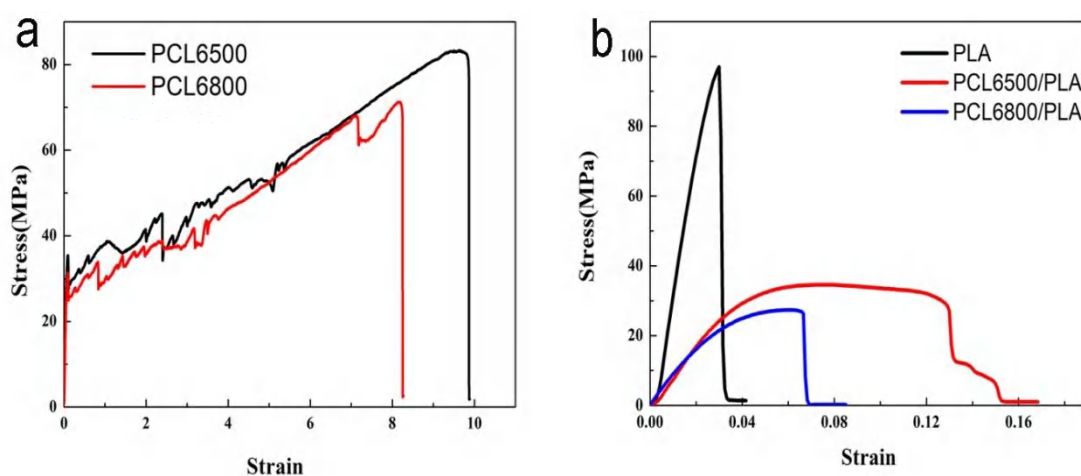 a
PCL6500
PCL6800
Stress(MPa)
80
60
40
20
0
0 2 4 6 8 10
Strain
b
PLA
PCL6500/PLA
PCL6800/PLA
Stress(MPa)
100
80
60
40
20
0
0.00 0.04 0.08 0.12 0.16
Strain